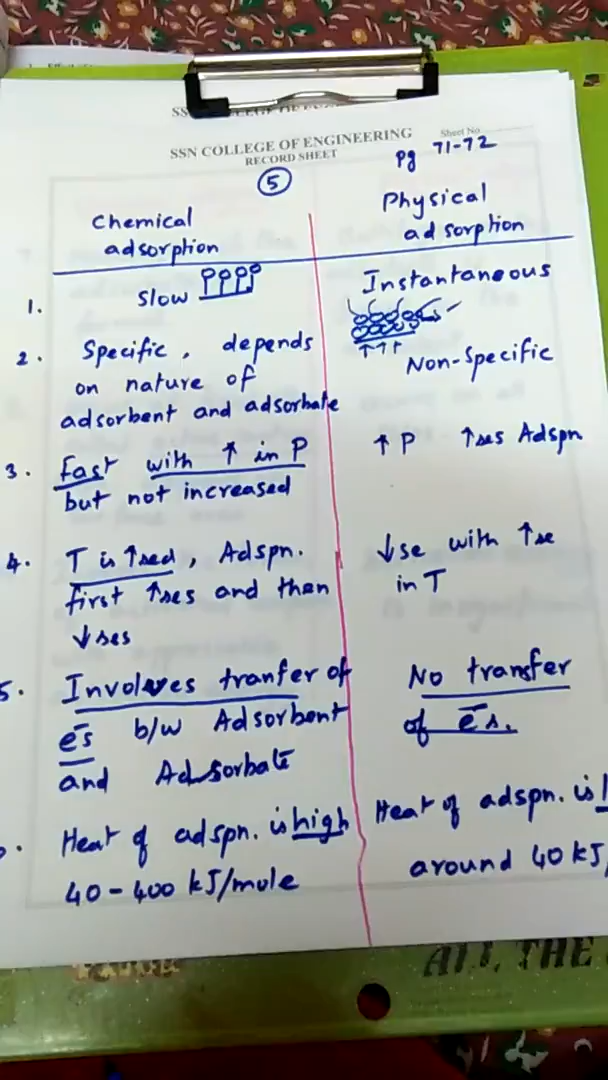 SSN COLLEGE OF ENGINEERING
RECORD SHEET
Sheet No
Pg 71-72
5
Chemical
adsorption
Physical
adsorption
1. Slow
Instantaneous
2. Specific, depends
on nature of
adsorbent and adsorbate
Non-Specific
3. Fast with ↑ in P
but not increased
↑ P ↑ses Adspn
4. T is ↑sed, Adspn.
first ↑ses and then
↓ses
↓se with ↑se
in T
5. Involves tranfer of
e̅s b/w Adsorbent
and Adsorbate
No transfer
of e̅s.
Heat of adspn. is high
40-400 kJ/mole
Heat of adspn. is
around 40 kJ/
ALL THE